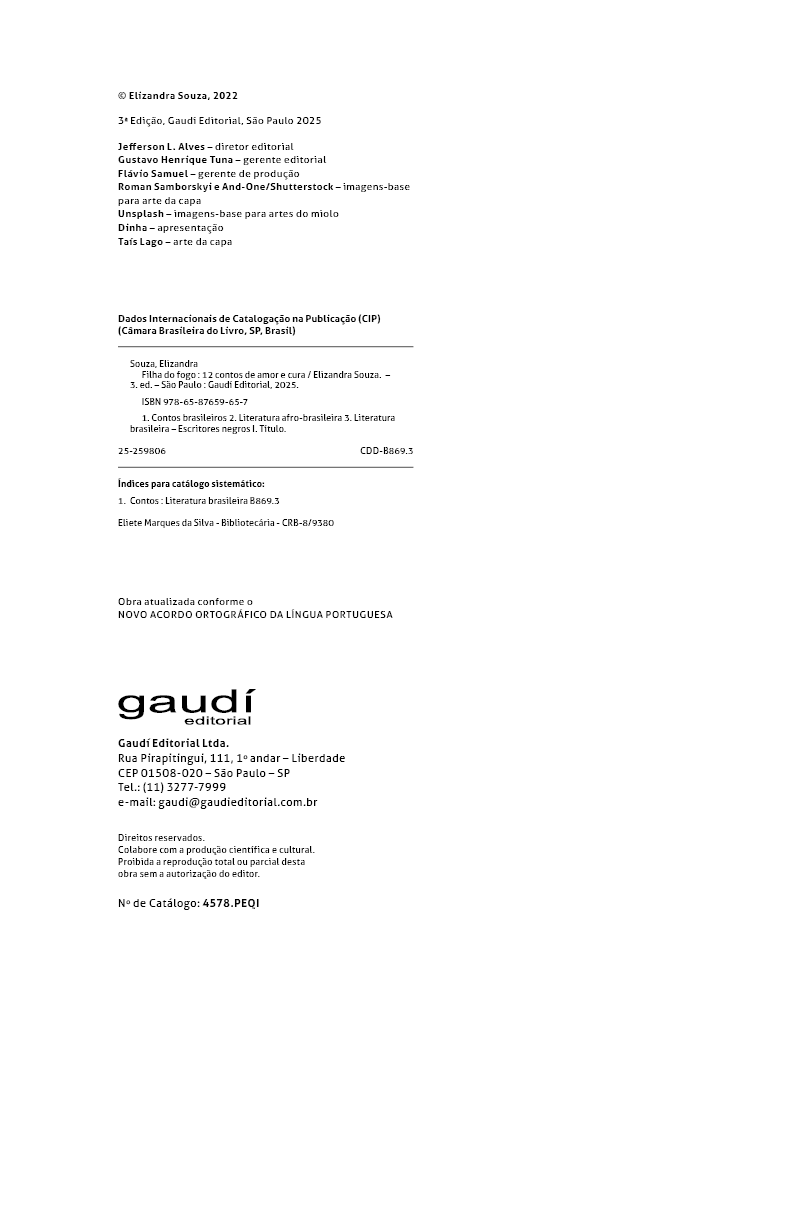 © Elizandra Souza, 2022
3ª Edição, Gaudí Editorial, São Paulo 2025
Jefferson L. Alves – diretor editorial
Gustavo Henrique Tuna – gerente editorial
Flávio Samuel – gerente de produção
Roman Samborskyi e And-One/Shutterstock – imagens-base
para arte da capa
Unsplash – imagens-base para artes do miolo
Dinha – apresentação
Taís Lago – arte da capa
Dados Internacionais de Catalogação na Publicação (CIP)
(Câmara Brasileira do Livro, SP, Brasil)
Souza, Elizandra
Filha do fogo : 12 contos de amor e cura / Elizandra Souza. –
3. ed. – São Paulo : Gaudí Editorial, 2025.
ISBN 978-65-87659-65-7
1. Contos brasileiros 2. Literatura afro-brasileira 3. Literatura
brasileira – Escritores negros I. Título.
25-259806 CDD-B869.3
Índices para catálogo sistemático:
1. Contos : Literatura brasileira B869.3
Eliete Marques da Silva - Bibliotecária - CRB-8/9380
Obra atualizada conforme o
NOVO ACORDO ORTOGRÁFICO DA LÍNGUA PORTUGUESA
gaudí
editorial
Gaudí Editorial Ltda.
Rua Pirapitingui, 111, 1º andar – Liberdade
CEP 01508-020 – São Paulo – SP
Tel.: (11) 3277-7999
e-mail: gaudi@gaudieditorial.com.br
Direitos reservados.
Colabore com a produção científica e cultural.
Proibida a reprodução total ou parcial desta
obra sem a autorização do editor.
Nº de Catálogo: 4578.PEQI